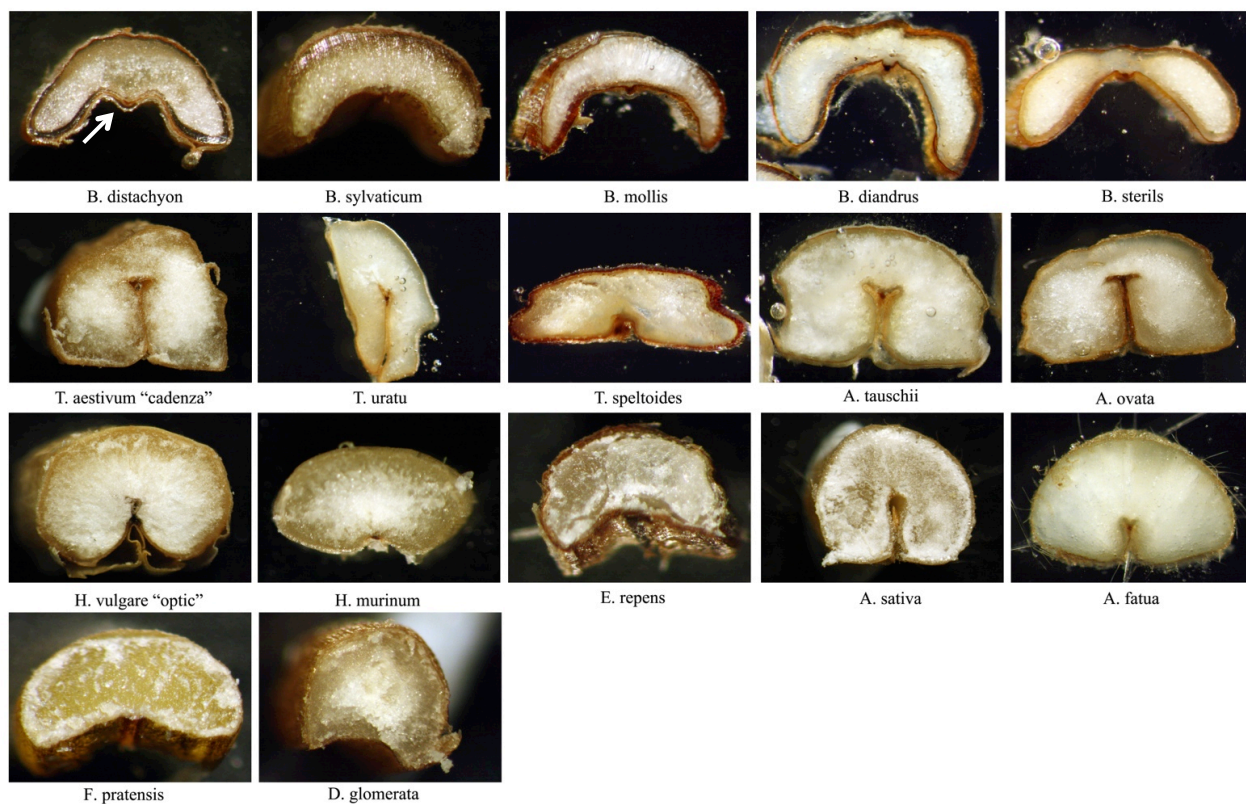 B. distachyon
B. sylvaticum
B. mollis
B. diandrus
B. sterils
T. aestivum “cadenza”
T. uratu
T. speltoides
A. tauschii
A. ovata
H. vulgare “optic”
H. murinum
E. repens
A. sativa
A. fatua
F. pratensis
D. glomerata